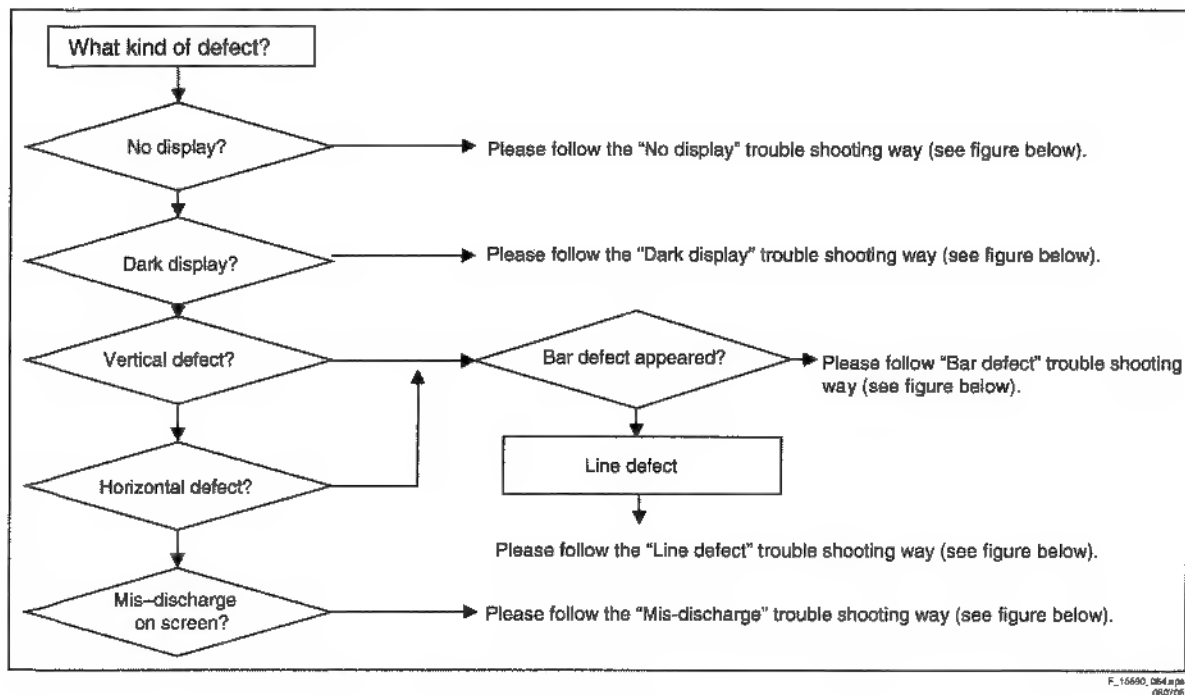 What kind of defect?
No display?
Please follow the “No display” trouble shooting way (see figure below).
Dark display?
Please follow the “Dark display” trouble shooting way (see figure below).
Vertical defect?
Bar defect appeared?
Please follow “Bar defect” trouble shooting
way (see figure below).
Horizontal defect?
Line defect
Please follow the “Line defect” trouble shooting way (see figure below).
Mis–discharge
on screen?
Please follow the “Mis-discharge” trouble shooting way (see figure below).